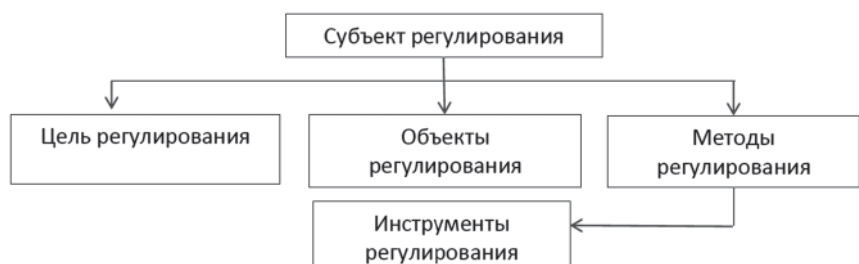 Субъект регулирования
Цель регулирования
Объекты
регулирования
Методы
регулирования
Инструменты
регулирования